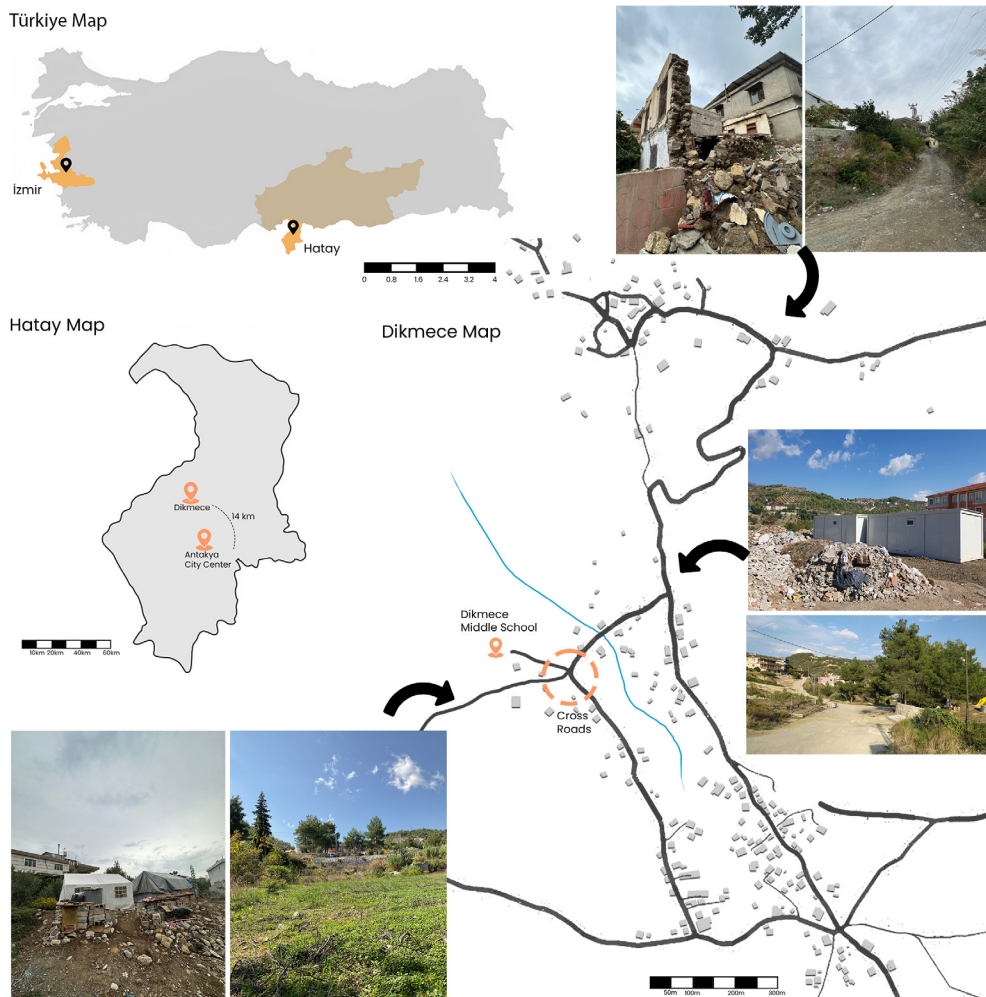 Türkiye Map
İzmir
Hatay
0 0.8 1.6 2.4 3.2 4
Hatay Map
Dikmece
14 km
Antakya
City Center
10km 20km 40km 60km
Dikmece Map
Dikmece
Middle School
Cross
Roads
50m 100m 200m 300m